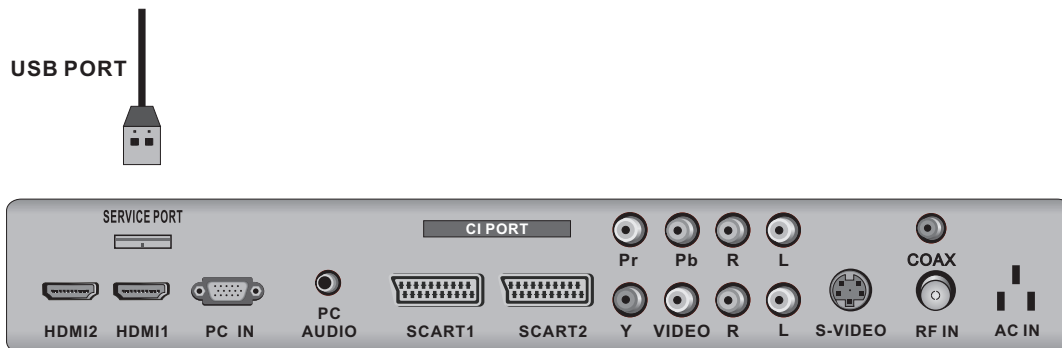 USB PORT
SERVICE PORT
CI PORT
Pr Pb R L
COAX
HDMI2 HDMI1 PC IN PC AUDIO SCART1 SCART2 Y VIDEO R L S-VIDEO RF IN AC IN